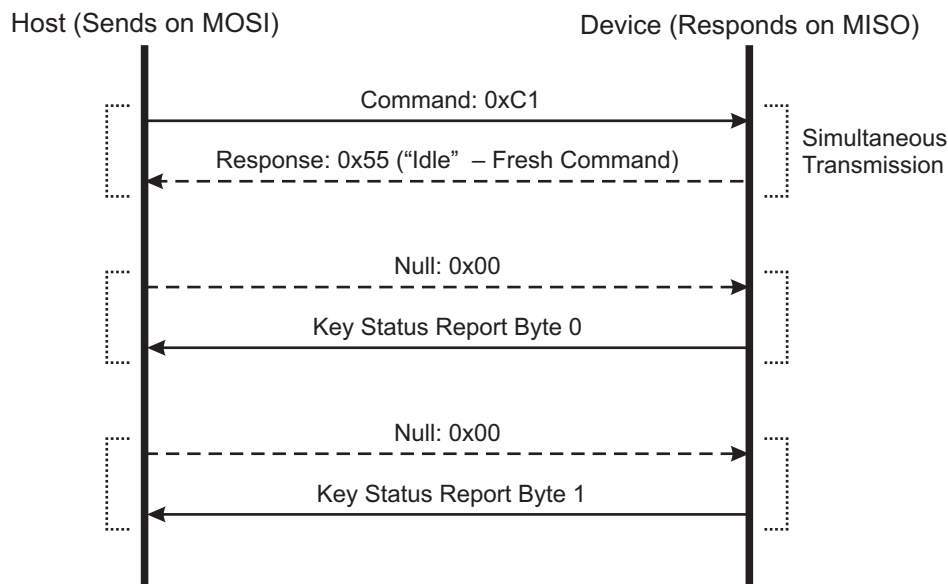 Host (Sends on MOSI)
Device (Responds on MISO)
Command: 0xC1
Response: 0x55 (“Idle” – Fresh Command)
Simultaneous
Transmission
Null: 0x00
Key Status Report Byte 0
Null: 0x00
Key Status Report Byte 1